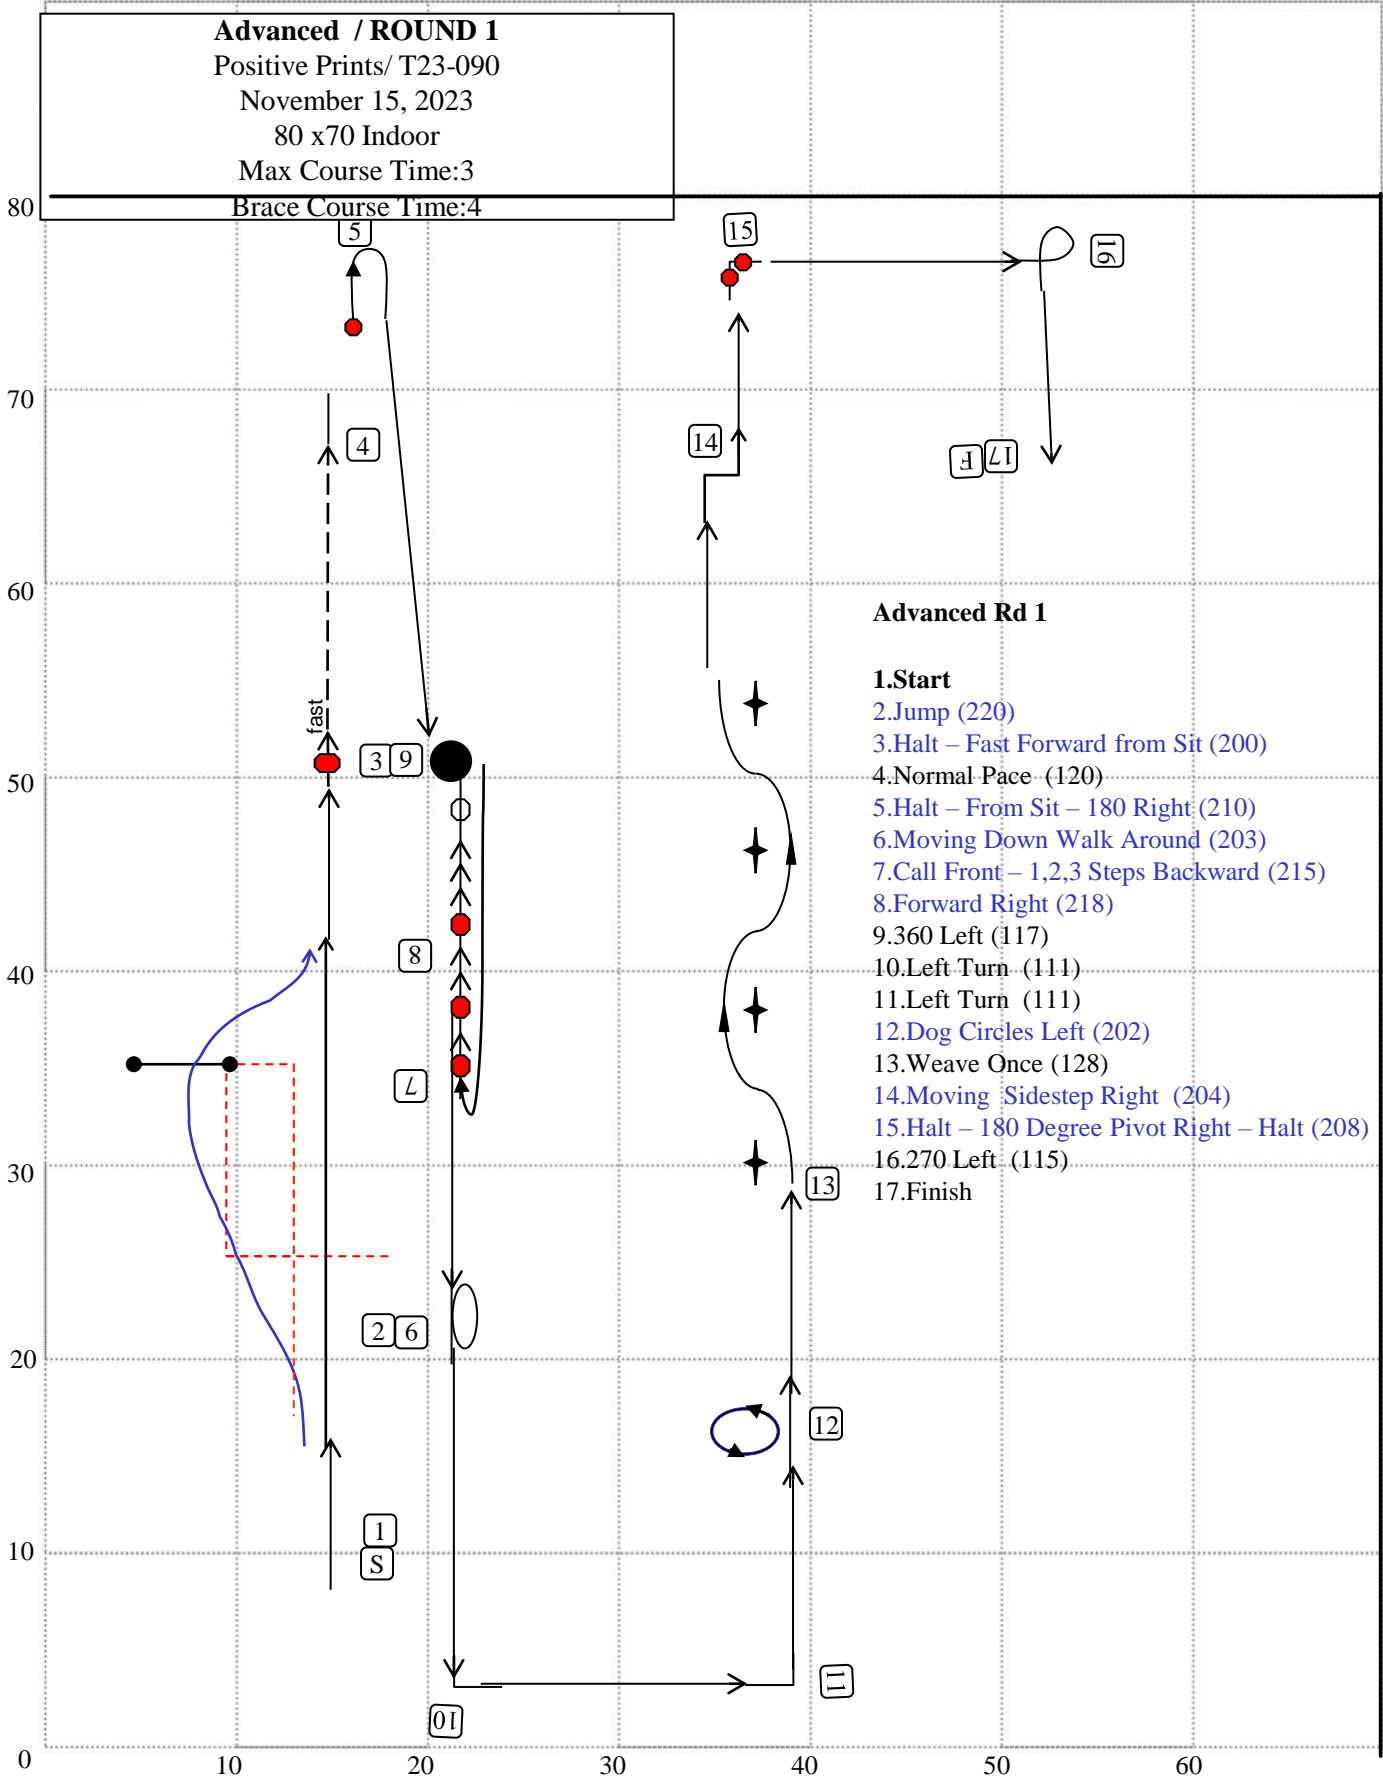 Advanced / ROUND 1
Positive Prints/ T23-090
November 15, 2023
80 x70 Indoor
Max Course Time:3
Brace Course Time:4
80
5
15
16
70
4
14
17
F
60
fast
3
9
50
8
40
7
13
30
2
6
20
12
1
S
10
11
10
0
10
20
30
40
50
60
Advanced Rd 1
1.Start
2.Jump (220)
3.Halt – Fast Forward from Sit (200)
4.Normal Pace (120)
5.Halt – From Sit – 180 Right (210)
6.Moving Down Walk Around (203)
7.Call Front – 1,2,3 Steps Backward (215)
8.Forward Right (218)
9.360 Left (117)
10.Left Turn (111)
11.Left Turn (111)
12.Dog Circles Left (202)
13.Weave Once (128)
14.Moving Sidestep Right (204)
15.Halt – 180 Degree Pivot Right – Halt (208)
16.270 Left (115)
17.Finish